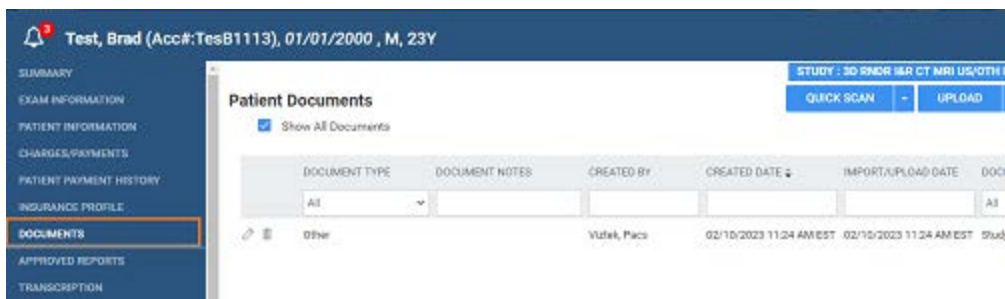 3
Test, Brad (Acc#:TesB1113), 01/01/2000 , M, 23Y
SUMMARY
EXAM INFORMATION
PATIENT INFORMATION
CHARGES/PAYMENTS
PATIENT PAYMENT HISTORY
INSURANCE PROFILE
DOCUMENTS
APPROVED REPORTS
TRANSCRIPTION
STUDY : 3D RNDR I&R CT MRI US/OTH
Patient Documents
QUICK SCAN UPLOAD
Show All Documents
DOCUMENT TYPE DOCUMENT NOTES CREATED BY CREATED DATE IMPORT/UPLOAD DATE DOCU
All All
Other Viztek, Pacs 02/10/2023 11:24 AM EST 02/10/2023 11:24 AM EST Study